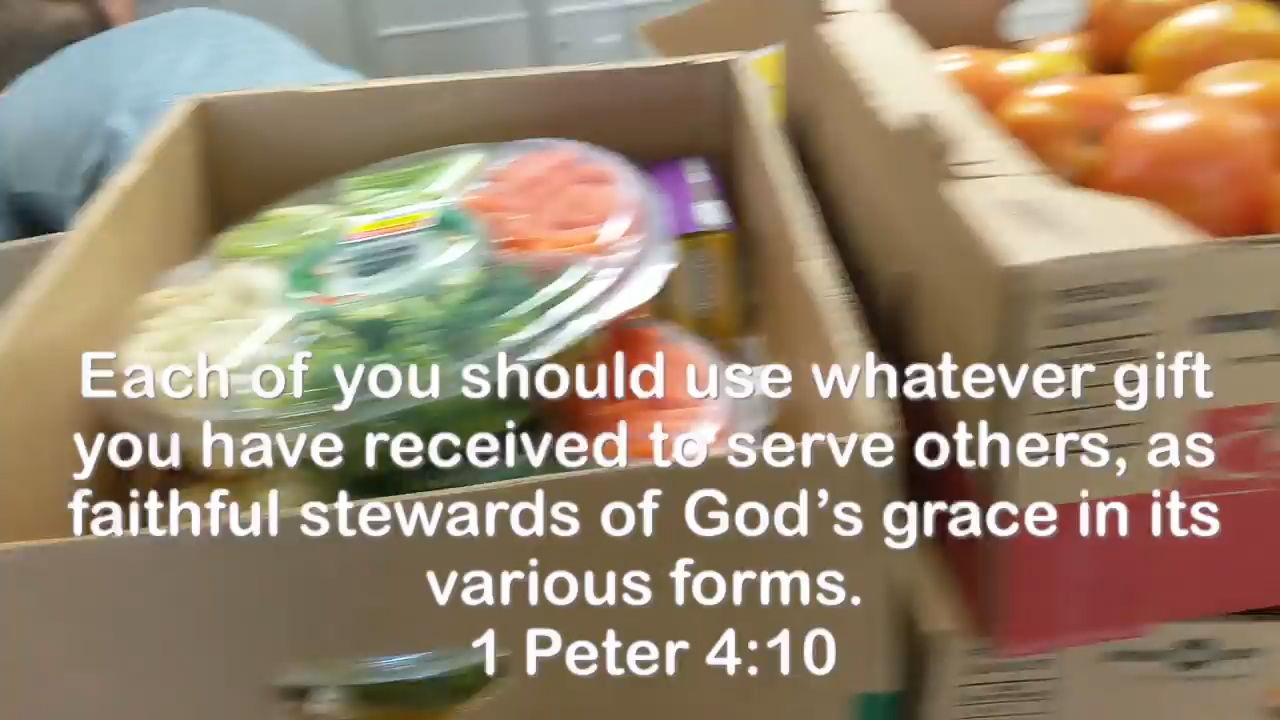 Each of you should use whatever gift
you have received to serve others, as
faithful stewards of God’s grace in its
various forms.
1 Peter 4:10